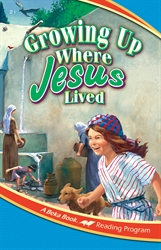 Growing Up
Where
Jesus
Lived
A Beka Book Reading Program